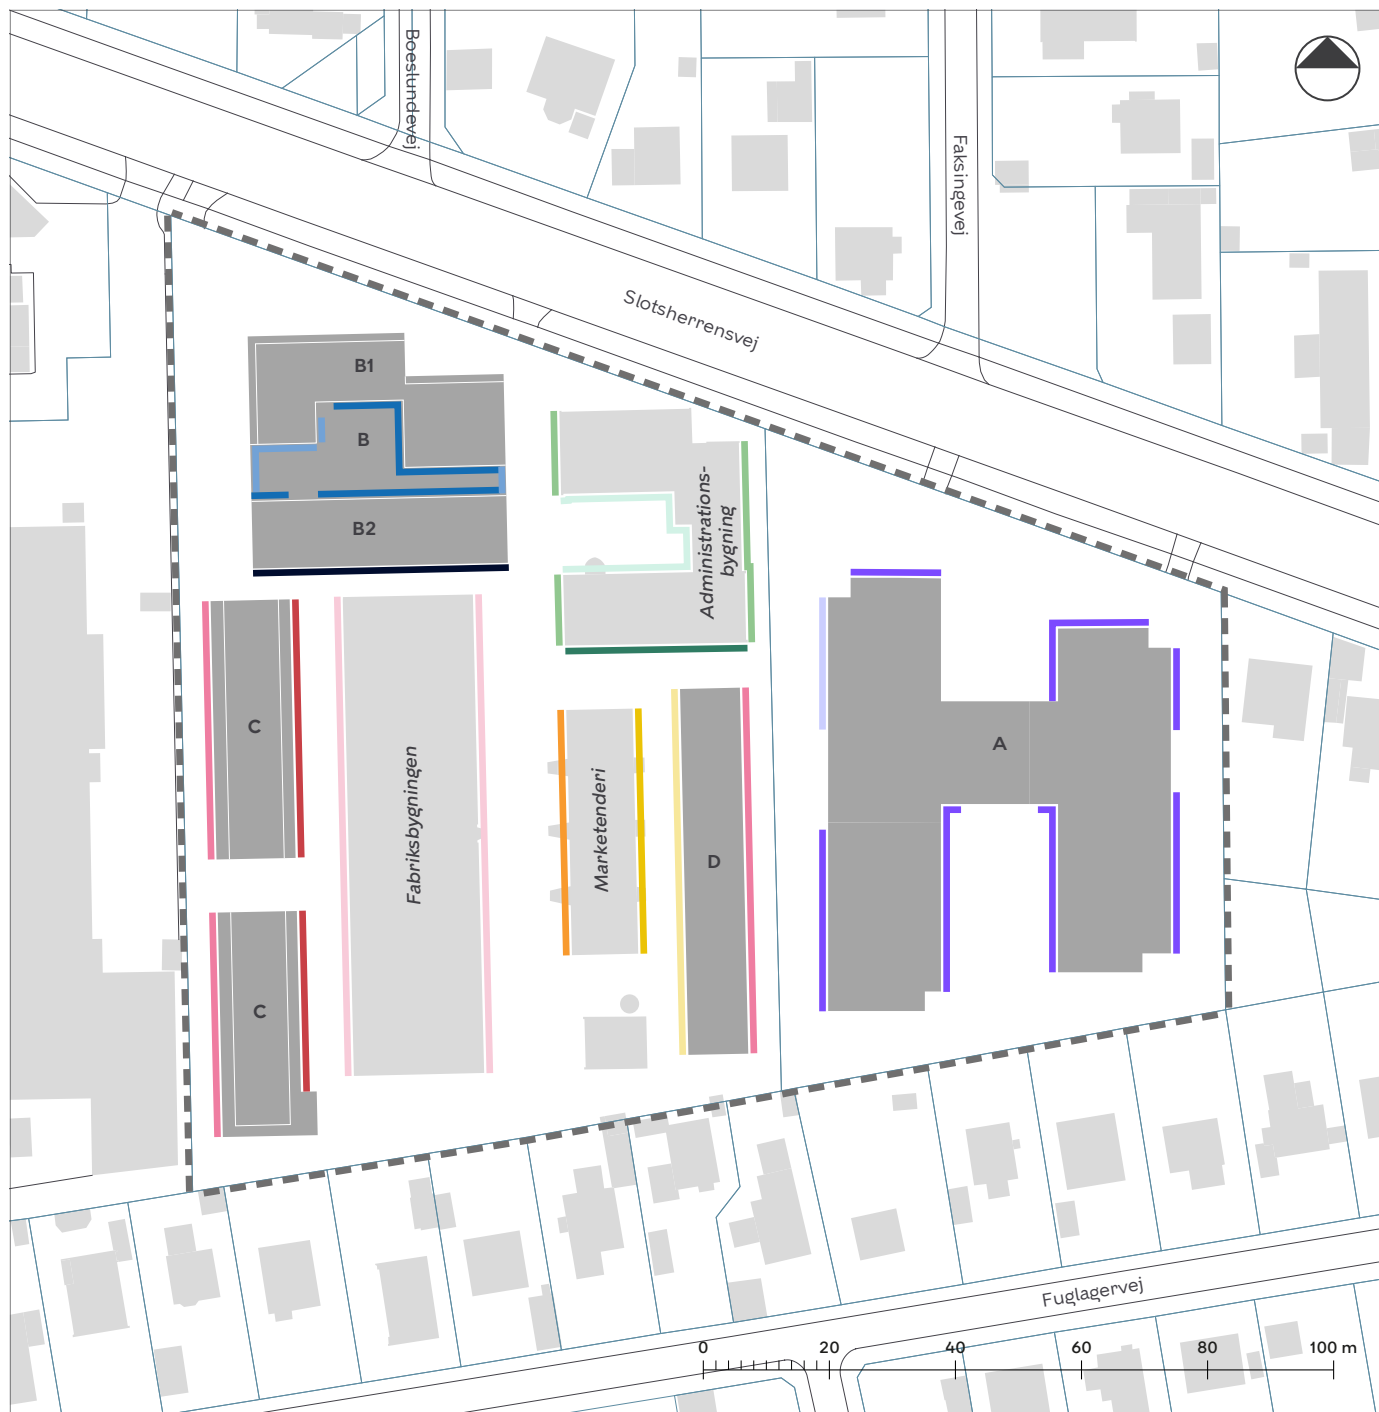 Boeslundevej
Faksingevej
Slotsherrensvej
B1
B
B2
Administrations-
bygning
C
A
Fabriksbygningen
Marketenderi
D
C
Fuglagervej
0 20 40 60 80 100 m